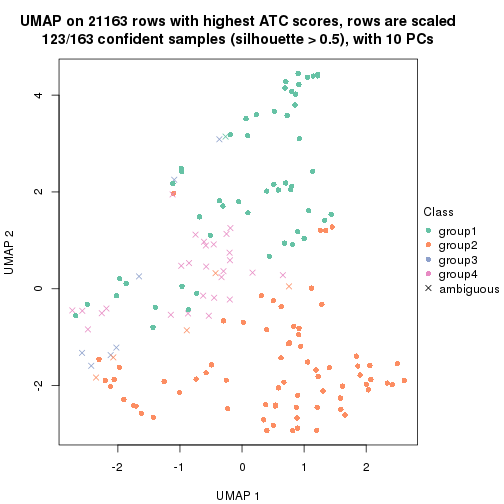 UMAP on 21163 rows with highest ATC scores, rows are scaled
123/163 confident samples (silhouette > 0.5), with 10 PCs
4
2
0
-2
UMAP 2
-2
-1
0
1
2
UMAP 1
Class
group1
group2
group3
group4
ambiguous